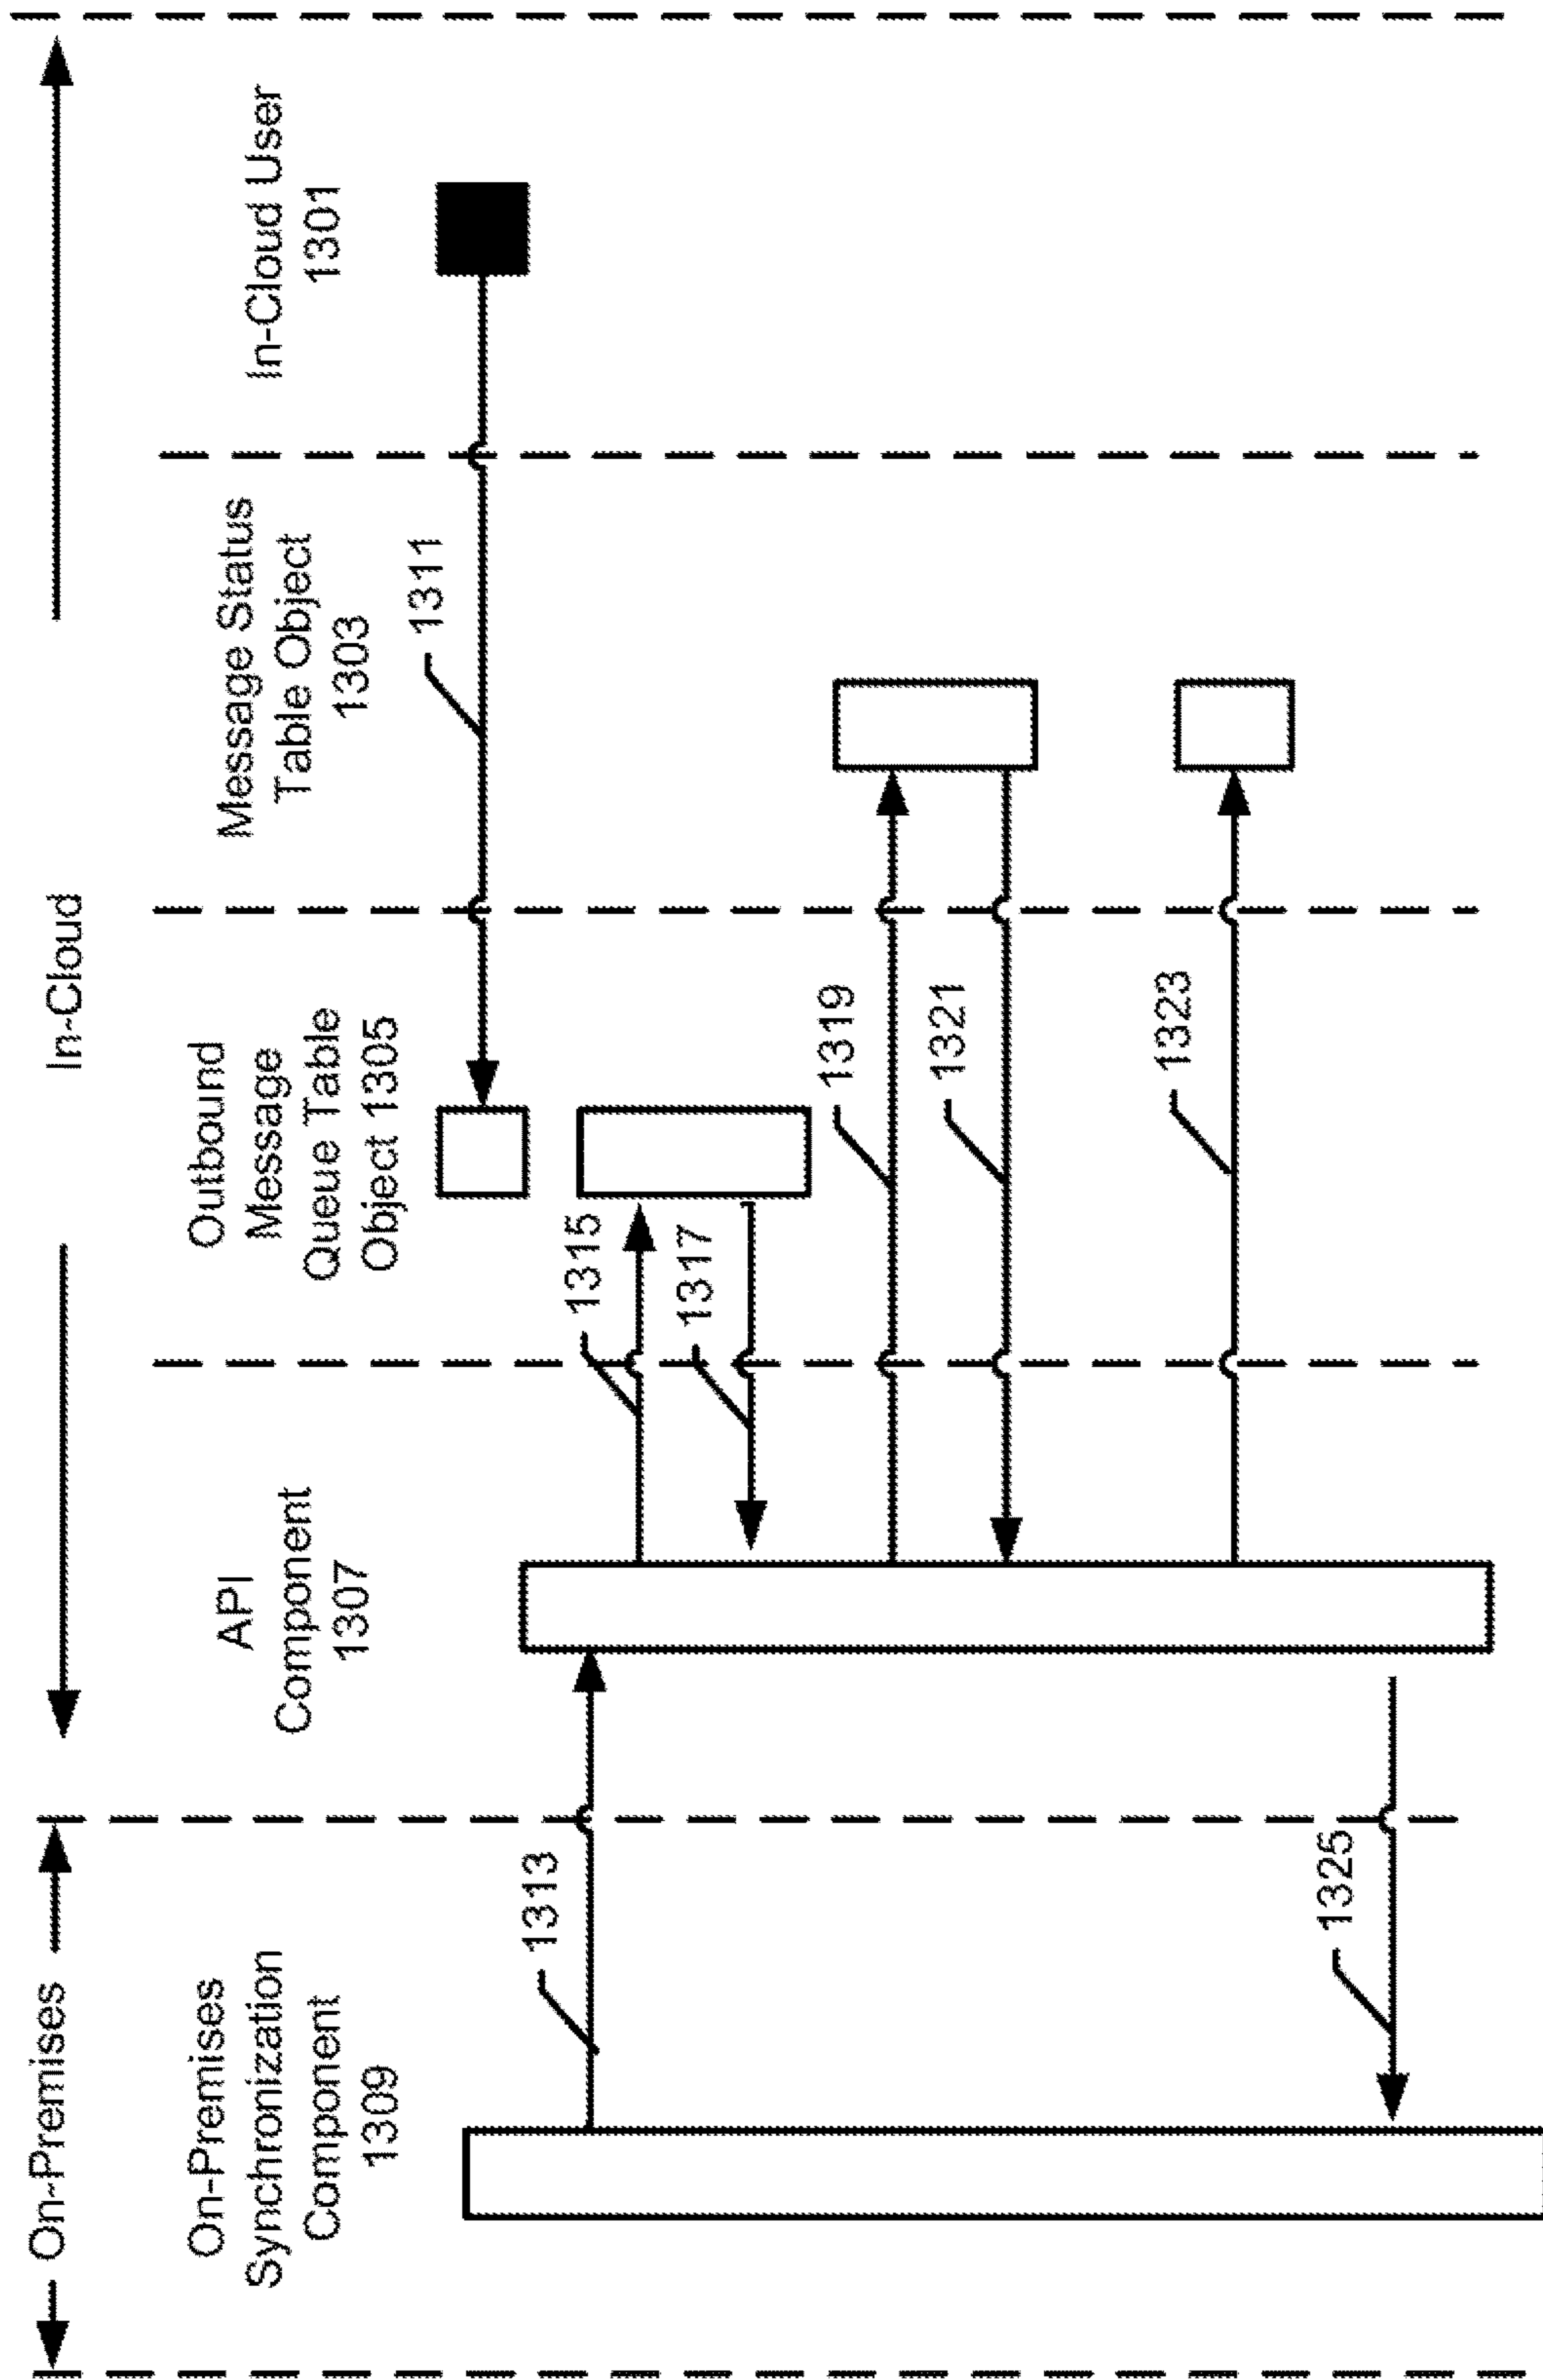 On-Premises
In-Cloud
On-Premises
Synchronization
Component
1309
API
Component
1307
Outbound
Message
Queue Table
Object 1305
Message Status
Table Object
1303
In-Cloud User
1301
1311
1313
1315
1317
1319
1321
1323
1325